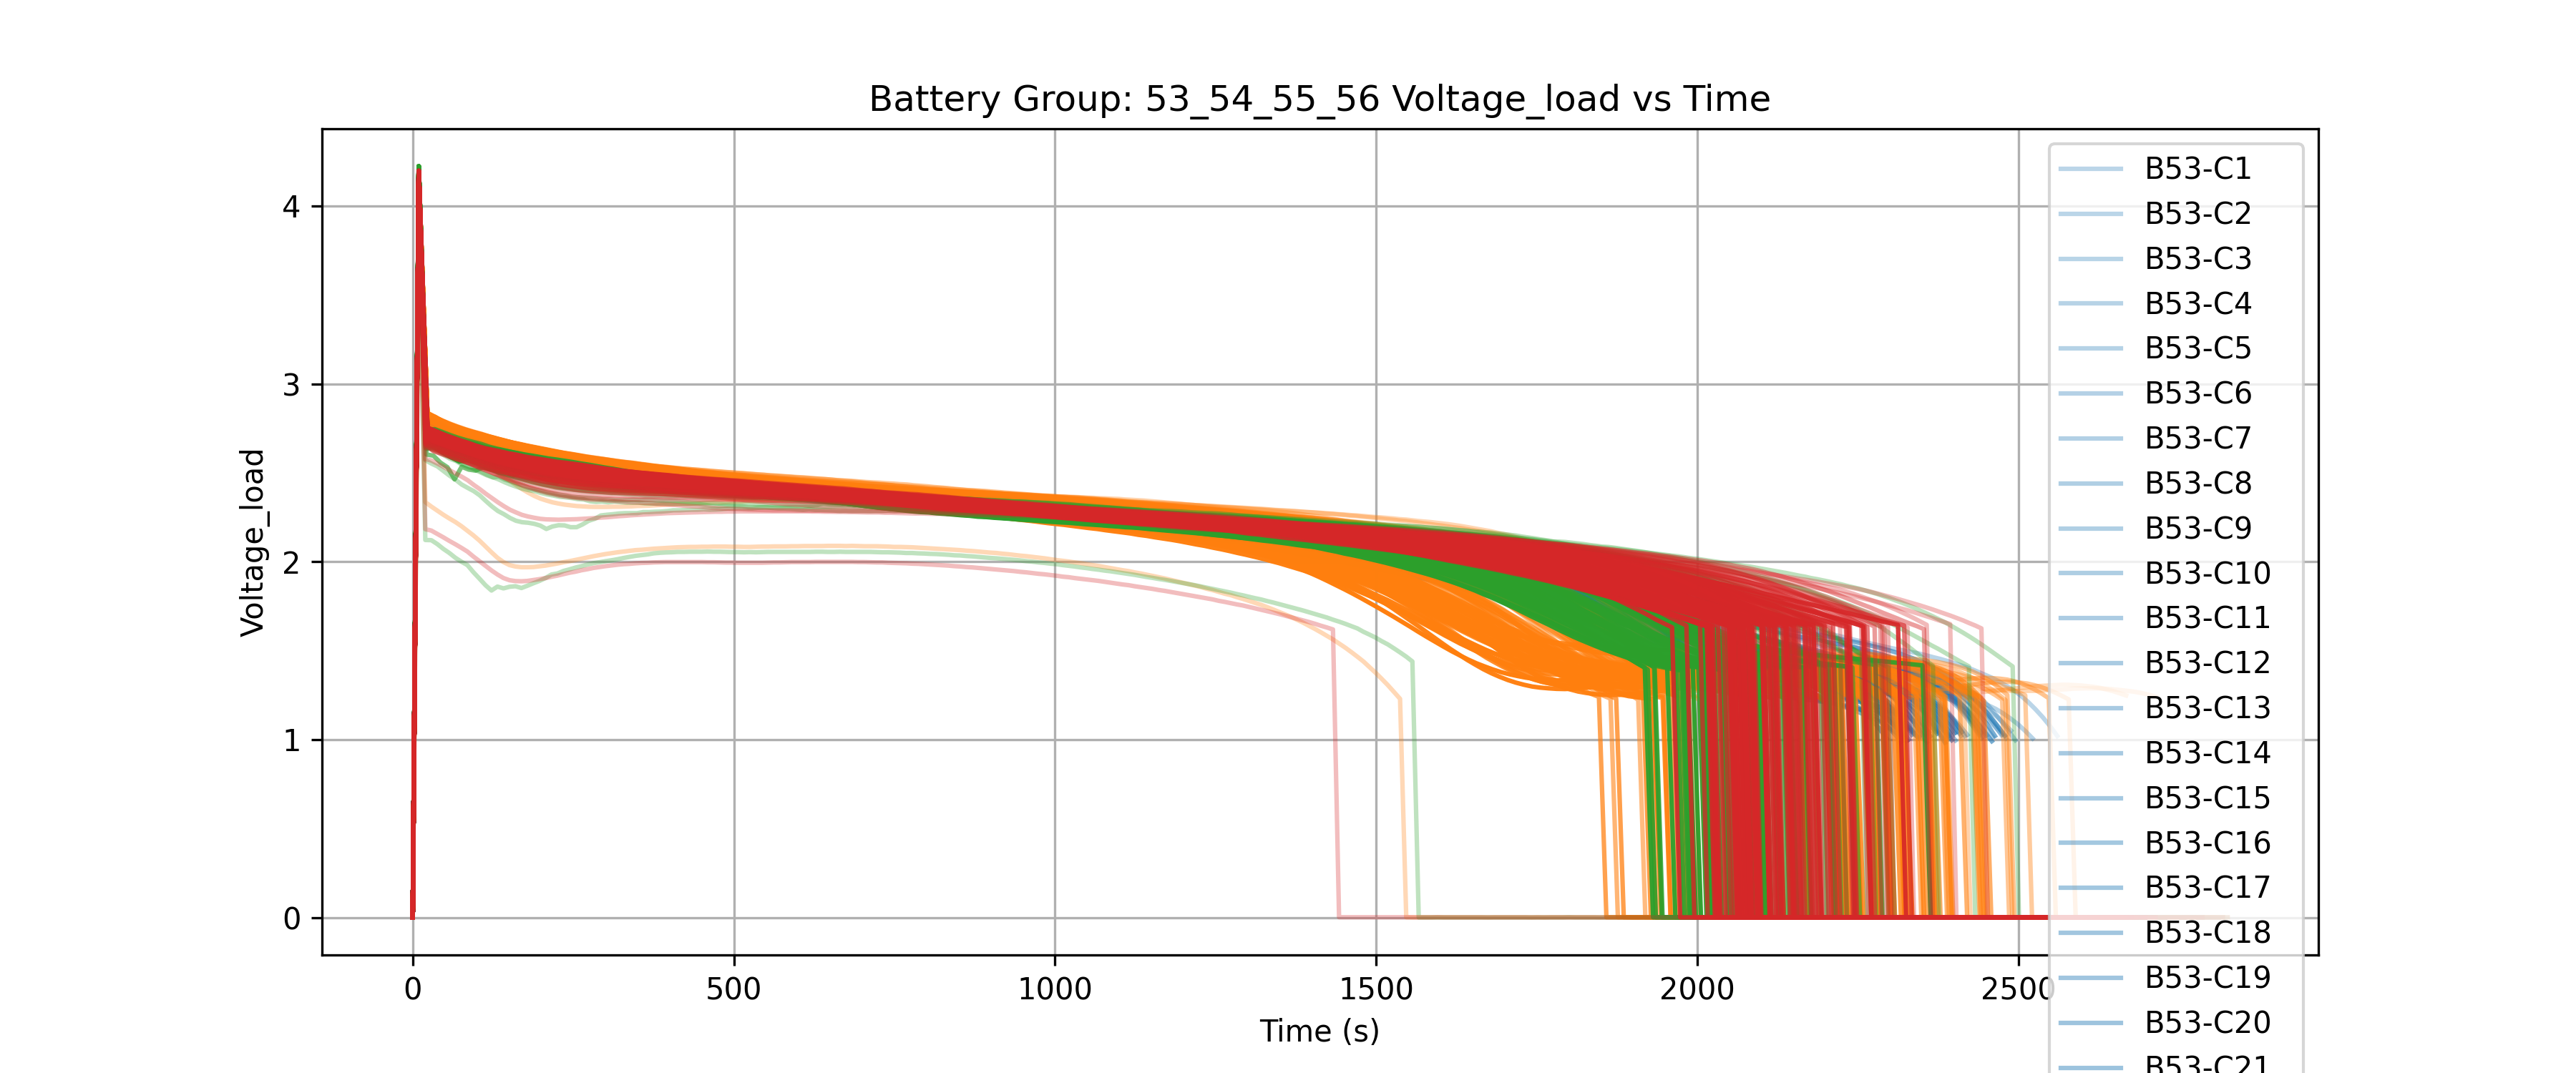 Battery Group: 53_54_55_56 Voltage_load vs Time
Voltage_load
4
3
2
1
0
0 500 1000 1500 2000 2500
Time (s)
B53-C1
B53-C2
B53-C3
B53-C4
B53-C5
B53-C6
B53-C7
B53-C8
B53-C9
B53-C10
B53-C11
B53-C12
B53-C13
B53-C14
B53-C15
B53-C16
B53-C17
B53-C18
B53-C19
B53-C20
B53-C21